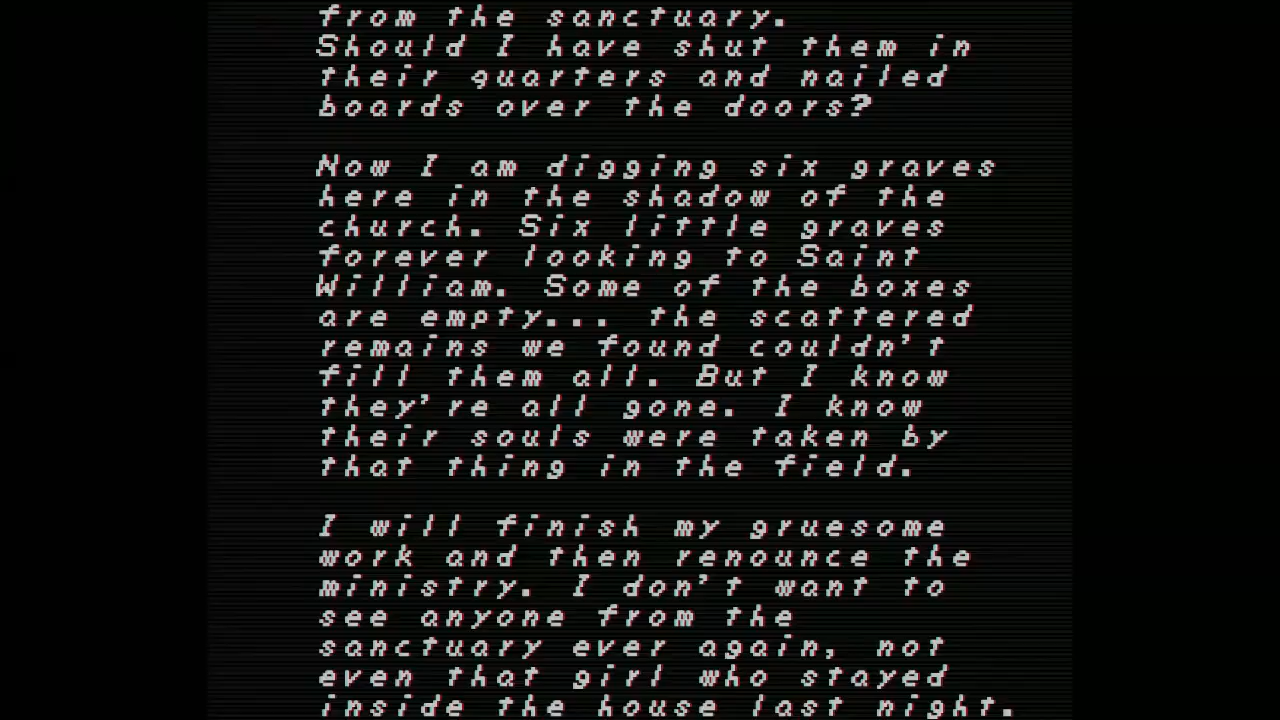 from the sanctuary.
Should I have shut them in
their quarters and nailed
boards over the doors?
Now I am digging six graves
here in the shadow of the
church. Six little graves
forever looking to Saint
William. Some of the boxes
are empty... the scattered
remains we found couldn't
fill them all. But I know
they're all gone. I know
their souls were taken by
that thing in the field.
I will finish my gruesome
work and then renounce the
ministry. I don't want to
see anyone from the
sanctuary ever again, not
even that girl who stayed
inside the house last night.